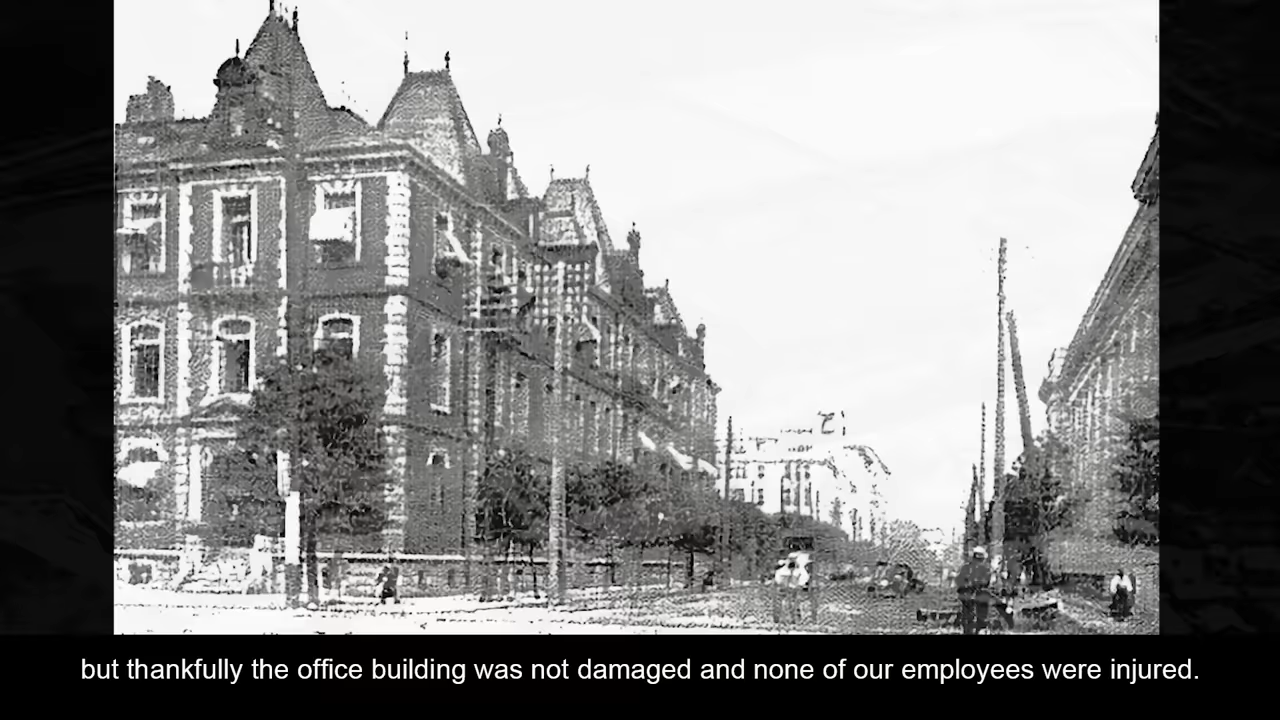 but thankfully the office building was not damaged and none of our employees were injured.